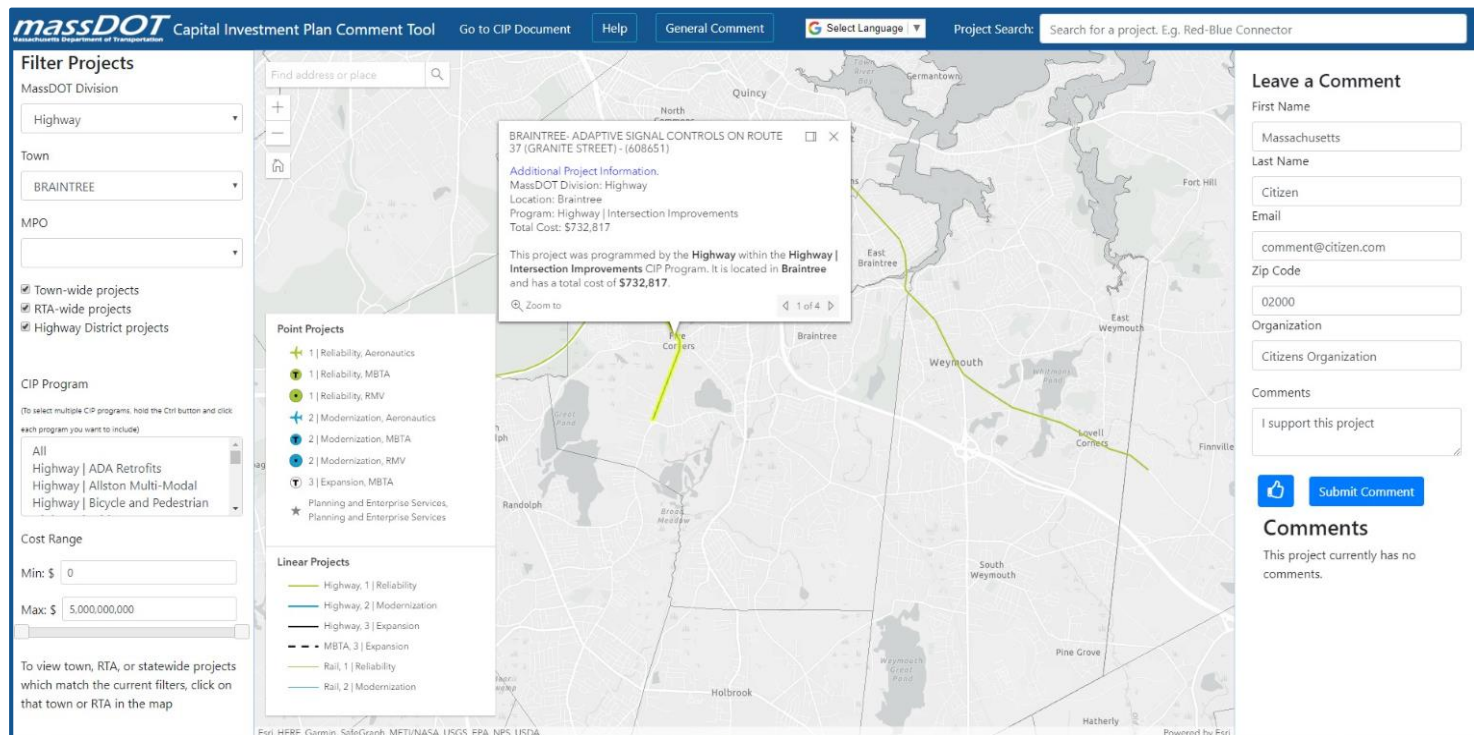 massDOT
Massachusetts Department of Transportation
Capital Investment Plan Comment Tool
Go to CIP Document
Help
General Comment
G Select Language ▼
Project Search:
Search for a project. E.g. Red-Blue Connector
Filter Projects
MassDOT Division
Highway
Town
BRAINTREE
MPO
Town-wide projects
RTA-wide projects
Highway District projects
CIP Program
(To select multiple CIP programs, hold the Ctrl button and click
each program you want to include)
All
Highway | ADA Retrofits
Highway | Allston Multi-Modal
Highway | Bicycle and Pedestrian
Cost Range
Min: $ 0
Max: $ 5,000,000,000
To view town, RTA, or statewide projects
which match the current filters, click on
that town or RTA in the map
Find address or place
+
−
Point Projects
1 | Reliability, Aeronautics
1 | Reliability, MBTA
1 | Reliability, RMV
2 | Modernization, Aeronautics
2 | Modernization, MBTA
2 | Modernization, RMV
3 | Expansion, MBTA
Planning and Enterprise Services,
Planning and Enterprise Services
Linear Projects
Highway, 1 | Reliability
Highway, 2 | Modernization
Highway, 3 | Expansion
MBTA, 3 | Expansion
Rail, 1 | Reliability
Rail, 2 | Modernization
BRAINTREE- ADAPTIVE SIGNAL CONTROLS ON ROUTE
37 (GRANITE STREET) - (608651)
Additional Project Information.
MassDOT Division: Highway
Location: Braintree
Program: Highway | Intersection Improvements
Total Cost: $732,817
This project was programmed by the Highway within the Highway |
Intersection Improvements CIP Program. It is located in Braintree
and has a total cost of $732,817.
Zoom to
1 of 4
Town
River
Bay
Germantown
Quincy
North
Fort Hill
East
Braintree
Five
Corners
Braintree
East
Weymouth
Weymouth
Whitmans
Pond
Great
Pond
Lovell
Corners
Finnville
Randolph
Broad
Meadow
South
Weymouth
Pine Grove
Weymouth
Great
Pond
Holbrook
Hatherly
Esri, HERE, Garmin, SafeGraph, METI/NASA, USGS, EPA, NPS, USDA
Powered by Esri
Leave a Comment
First Name
Massachusetts
Last Name
Citizen
Email
comment@citizen.com
Zip Code
02000
Organization
Citizens Organization
Comments
I support this project
Submit Comment
Comments
This project currently has no
comments.